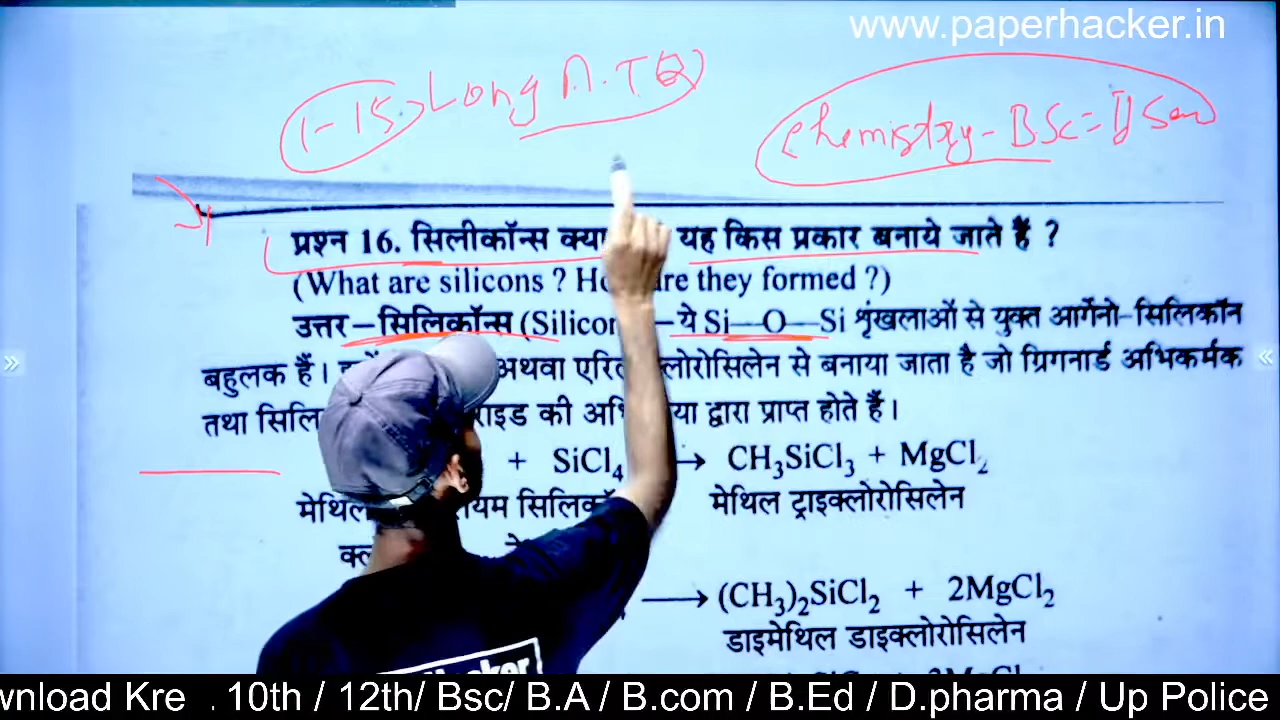 www.paperhacker.in
1-15 Long A.T.Q
Chemistry-BSc=II Sem
प्रश्न 16. सिलीकॉन्स क्या यह किस प्रकार बनाये जाते हैं ?
(What are silicons ? How are they formed ?)
उत्तर–सिलिकॉन्स (Silicon –ये Si—O—Si शृंखलाओं से युक्त आर्गेनो-सिलिकॉन
बहुलक हैं। अथवा एरिल क्लोरोसिलेन से बनाया जाता है जो ग्रिगनार्ड अभिकर्मक
तथा सिलि राइड की अभि या द्वारा प्राप्त होते हैं।
+ SiCl₄ → CH₃SiCl₃ + MgCl₂
मेथिल यम सिलिकॉ मेथिल ट्राइक्लोरोसिलेन
क्ल
→ (CH₃)₂SiCl₂ + 2MgCl₂
डाइमेथिल डाइक्लोरोसिलेन
wnload Kre . 10th / 12th/ Bsc/ B.A / B.com / B.Ed / D.pharma / Up Police